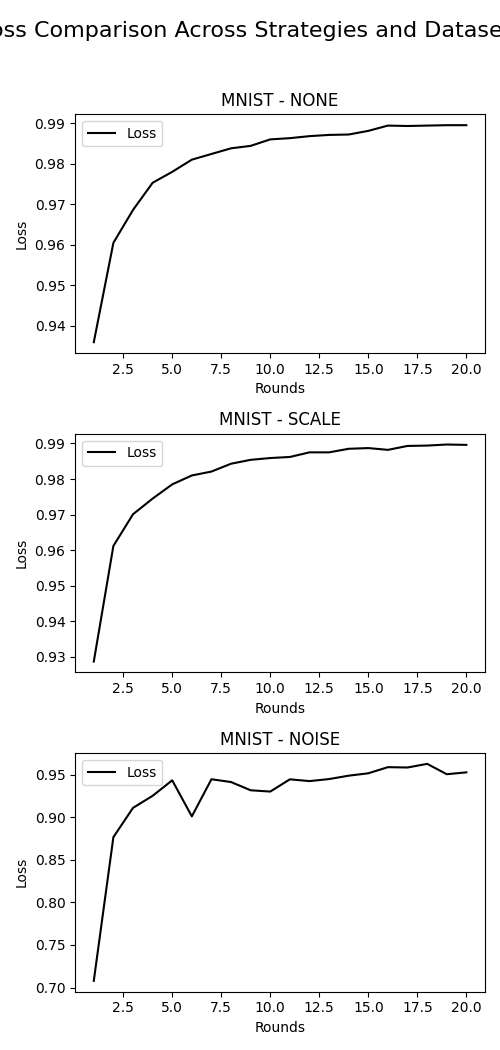 oss Comparison Across Strategies and Datase
MNIST - NONE
0.99
0.98
0.97
0.96
0.95
0.94
Loss
Loss
2.5 5.0 7.5 10.0 12.5 15.0 17.5 20.0
Rounds
MNIST - SCALE
0.99
0.98
0.97
0.96
0.95
0.94
0.93
Loss
Loss
2.5 5.0 7.5 10.0 12.5 15.0 17.5 20.0
Rounds
MNIST - NOISE
0.95
0.90
0.85
0.80
0.75
0.70
Loss
Loss
2.5 5.0 7.5 10.0 12.5 15.0 17.5 20.0
Rounds